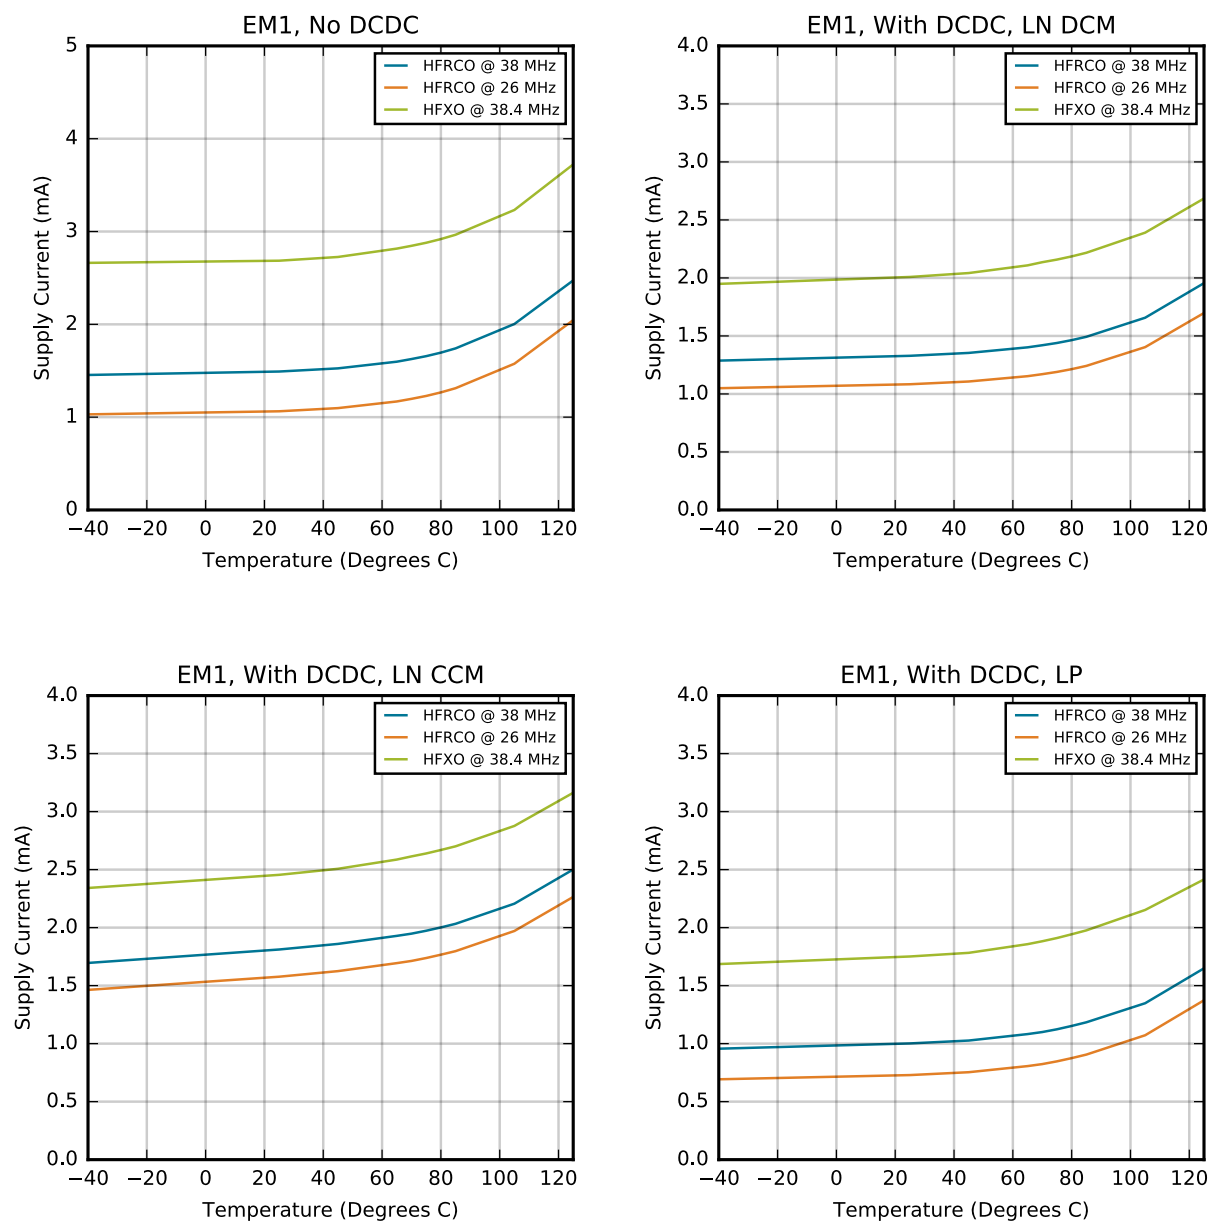 EM1, No DCDC
5
4
3
2
1
0
Supply Current (mA)
HFRCO @ 38 MHz
HFRCO @ 26 MHz
HFXO @ 38.4 MHz
−40 −20 0 20 40 60 80 100 120
Temperature (Degrees C)
EM1, With DCDC, LN DCM
4.0
3.5
3.0
2.5
2.0
1.5
1.0
0.5
0.0
Supply Current (mA)
HFRCO @ 38 MHz
HFRCO @ 26 MHz
HFXO @ 38.4 MHz
−40 −20 0 20 40 60 80 100 120
Temperature (Degrees C)
EM1, With DCDC, LN CCM
4.0
3.5
3.0
2.5
2.0
1.5
1.0
0.5
0.0
Supply Current (mA)
HFRCO @ 38 MHz
HFRCO @ 26 MHz
HFXO @ 38.4 MHz
−40 −20 0 20 40 60 80 100 120
Temperature (Degrees C)
EM1, With DCDC, LP
4.0
3.5
3.0
2.5
2.0
1.5
1.0
0.5
0.0
Supply Current (mA)
HFRCO @ 38 MHz
HFRCO @ 26 MHz
HFXO @ 38.4 MHz
−40 −20 0 20 40 60 80 100 120
Temperature (Degrees C)